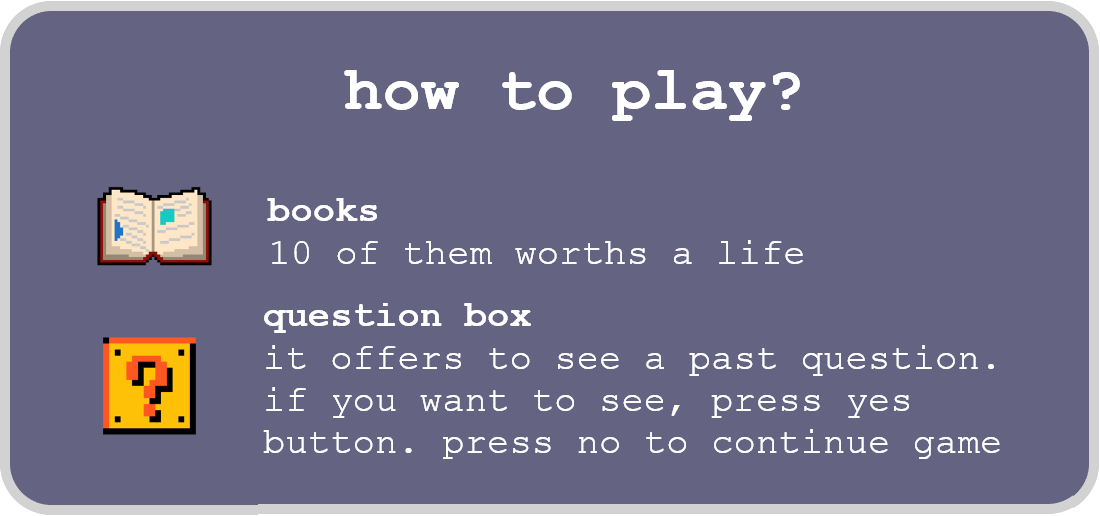 how to play?
books
10 of them worths a life
question box
it offers to see a past question.
if you want to see, press yes
button. press no to continue game